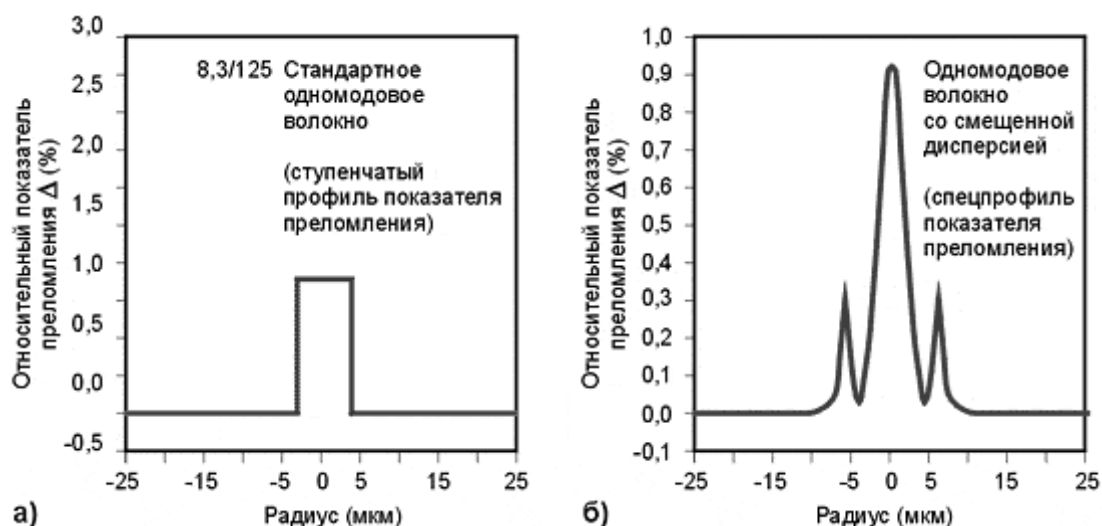 Относительный показатель
преломления Δ (%)
3,0
2,5
2,0
1,5
1,0
0,5
0,0
-0,5
8,3/125 Стандартное
одномодовое
волокно
(ступенчатый
профиль показателя
преломления)
-25 -15 -5 0 5 15 25
а) Радиус (мкм)
Относительный показатель
преломления Δ (%)
1,0
0,9
0,8
0,7
0,6
0,5
0,4
0,3
0,2
0,1
0,0
-0,1
Одномодовое
волокно
со смещенной
дисперсией
(спецпрофиль
показателя
преломления)
-25 -15 -5 0 5 15 25
б) Радиус (мкм)